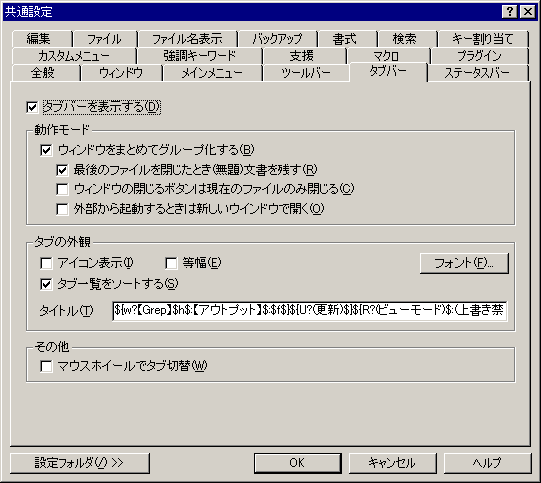 共通設定
編集 ファイル ファイル名表示 バックアップ 書式 検索 キー割り当て
カスタムメニュー 強調キーワード 支援 マクロ プラグイン
全般 ウィンドウ メインメニュー ツールバー タブバー ステータスバー
タブバーを表示する(D)
動作モード
ウィンドウをまとめてグループ化する(B)
最後のファイルを閉じたとき(無題)文書を残す(R)
ウィンドウの閉じるボタンは現在のファイルのみ閉じる(C)
外部から起動するときは新しいウインドウで開く(O)
タブの外観
アイコン表示(I) 等幅(E) フォント(F)...
タブ一覧をソートする(S)
タイトル(T) ${w?【Grep】$h$:【アウトプット】$:$f$}${U?(更新)$}${R?(ビューモード)$:(上書き禁
その他
マウスホイールでタブ切替(W)
設定フォルダ(/) >> OK キャンセル ヘルプ